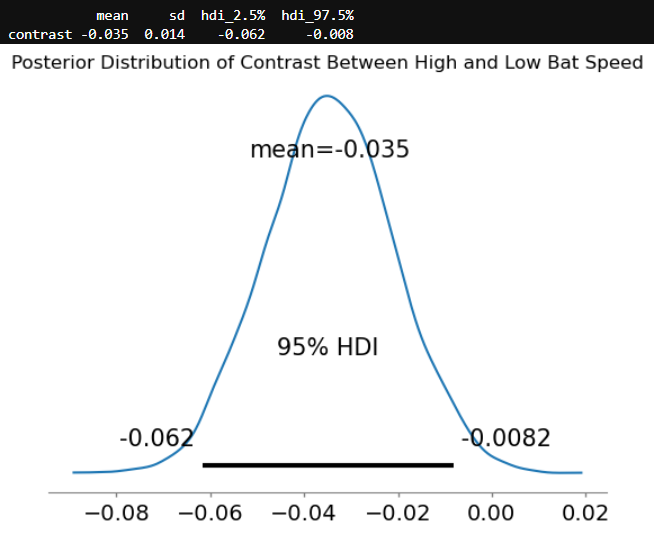 mean sd hdi_2.5% hdi_97.5%
contrast -0.035 0.014 -0.062 -0.008
Posterior Distribution of Contrast Between High and Low Bat Speed
mean=-0.035
95% HDI
-0.062 -0.0082
−0.08 −0.06 −0.04 −0.02 0.00 0.02